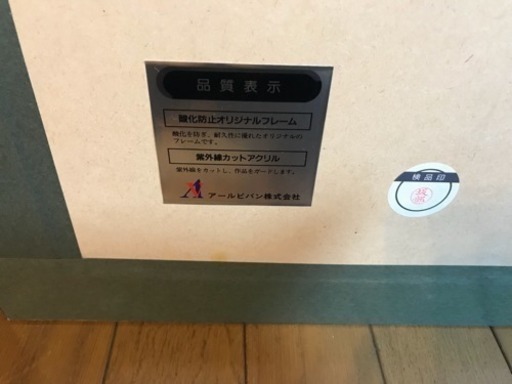 品質表示
酸化防止オリジナルフレーム
酸化を防ぎ、耐久性に優れたオリジナルの
フレームです。
紫外線カットアクリル
紫外線をカットし、作品をガードします。
アールビバン株式会社
検品印